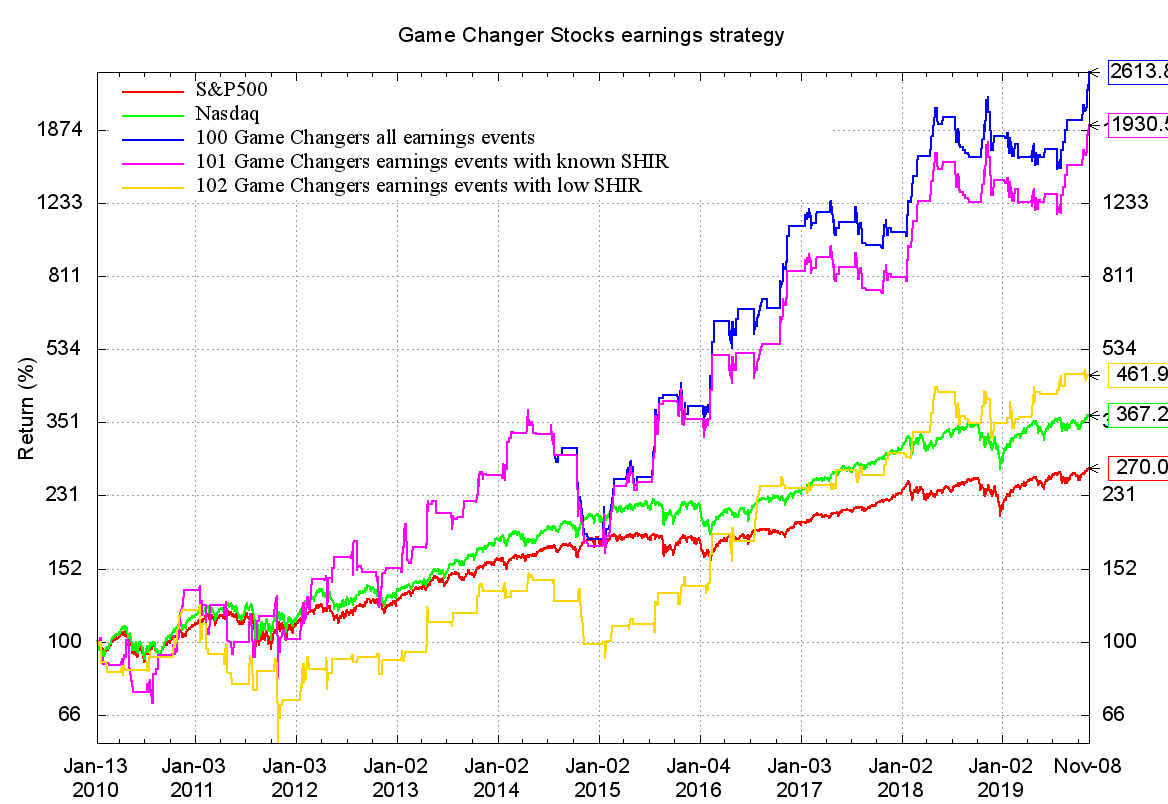 Game Changer Stocks earnings strategy
S&P500
Nasdaq
100 Game Changers all earnings events
101 Game Changers earnings events with known SHIR
102 Game Changers earnings events with low SHIR
Return (%)
1874
1233
811
534
351
231
152
100
66
2613.8
1930.5
1233
811
534
461.9
367.2
270.0
231
152
100
66
Jan-13 Jan-03 Jan-03 Jan-02 Jan-02 Jan-02 Jan-04 Jan-03 Jan-02 Jan-02 Nov-08
2010 2011 2012 2013 2014 2015 2016 2017 2018 2019